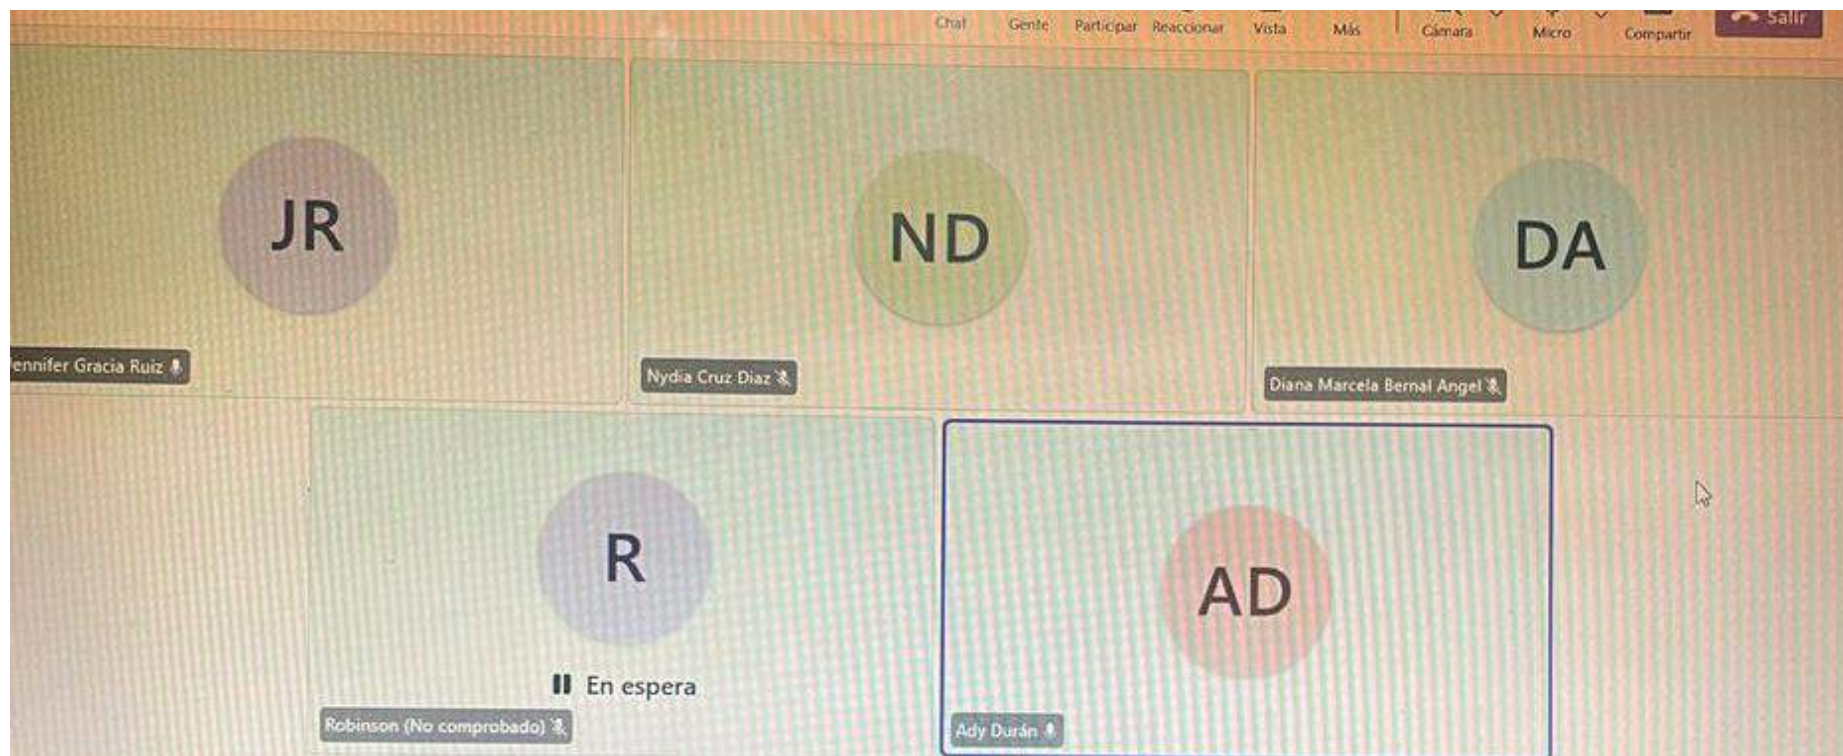 Chat Gente Participar Reaccionar Vista Más Cámara Micro Compartir Salir
JR
ND
DA
ennifer Gracia Ruiz
Nydia Cruz Diaz
Diana Marcela Bernal Angel
R
AD
En espera
Robinson (No comprobado)
Ady Durán